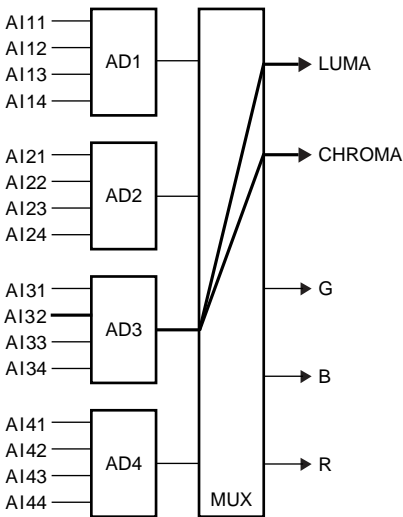 AI11
AI12
AI13
AI14
AD1
LUMA
CHROMA
AI21
AI22
AI23
AI24
AD2
AI31
AI32
AI33
AI34
AD3
G
B
AI41
AI42
AI43
AI44
AD4
R
MUX